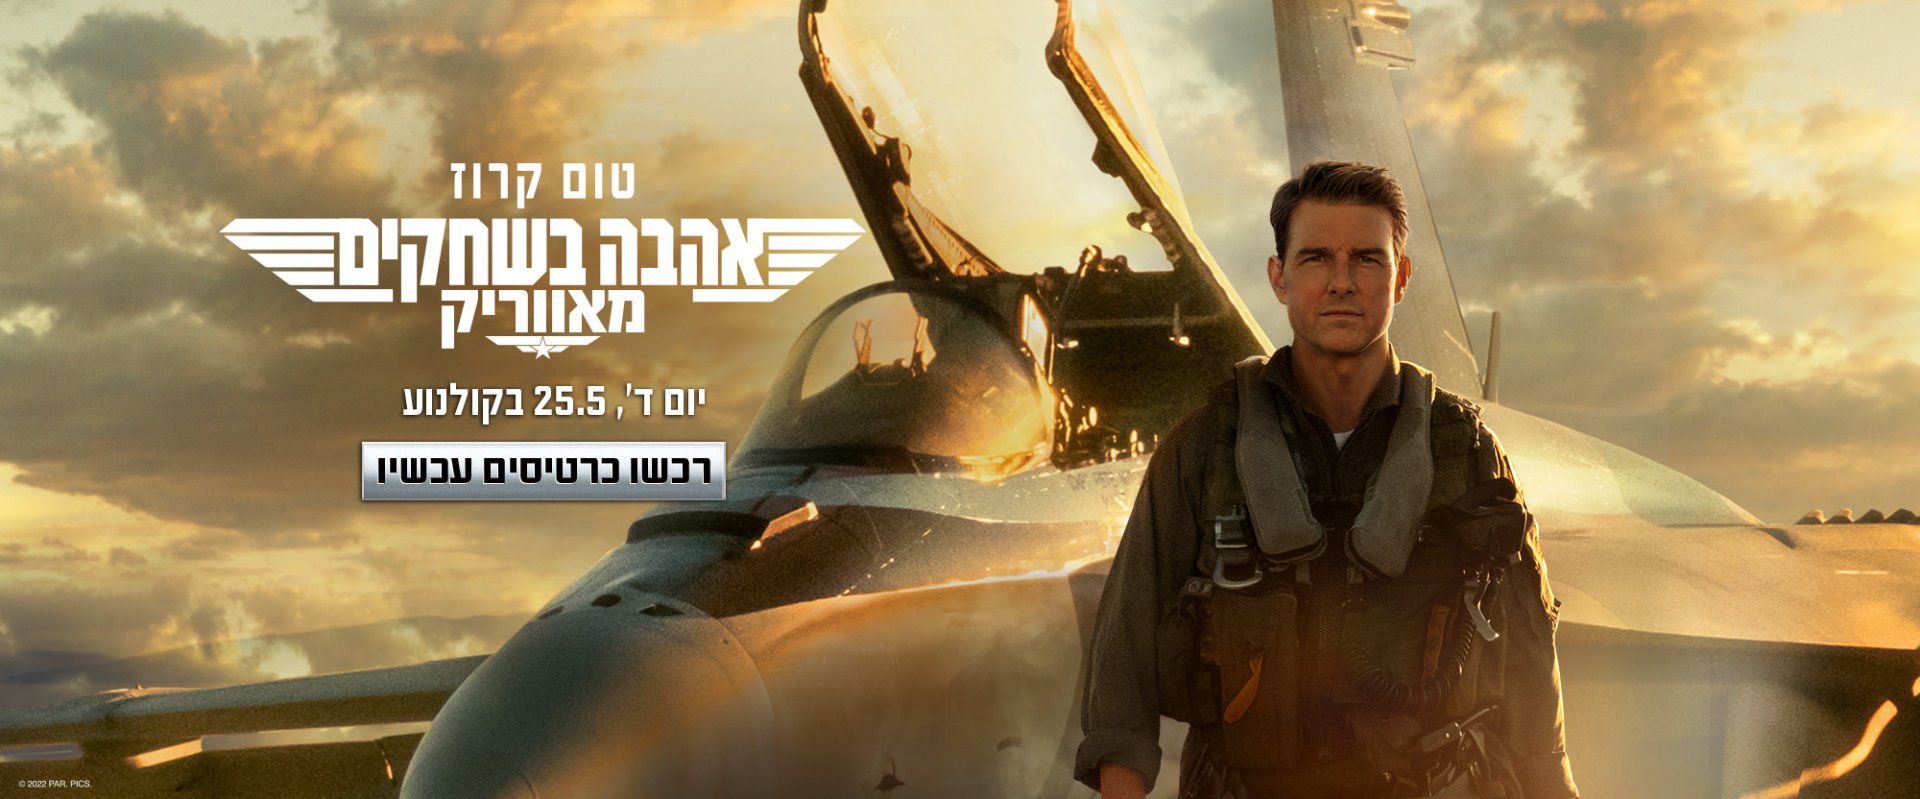 טום קרוז
אהבה בשחקים
מאווריק
יום ד', 25.5 בקולנוע
רכשו כרטיסים עכשיו
© 2022 PAR. PICS.